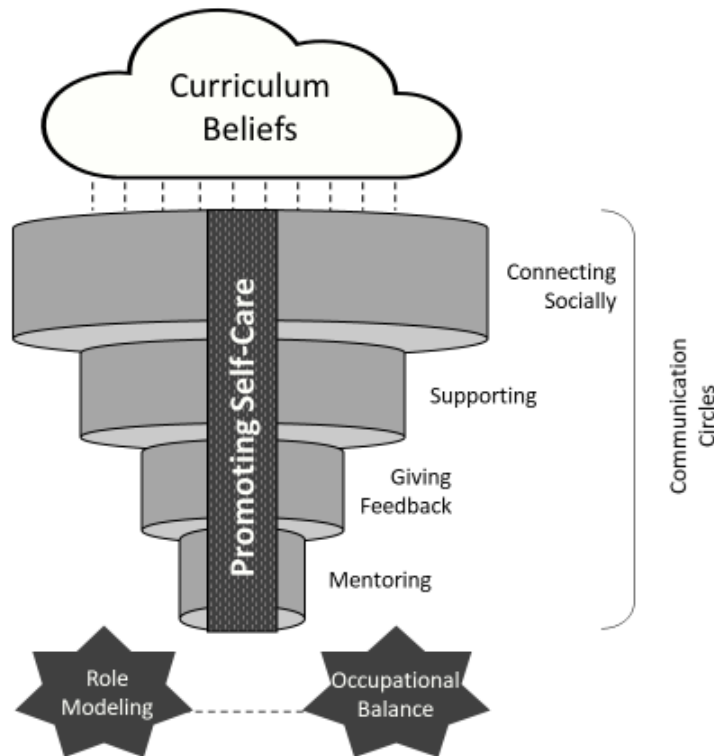 Curriculum
Beliefs
Connecting
Socially
Supporting
Giving
Feedback
Mentoring
Promoting Self-Care
Communication
Circles
Role
Modeling
Occupational
Balance